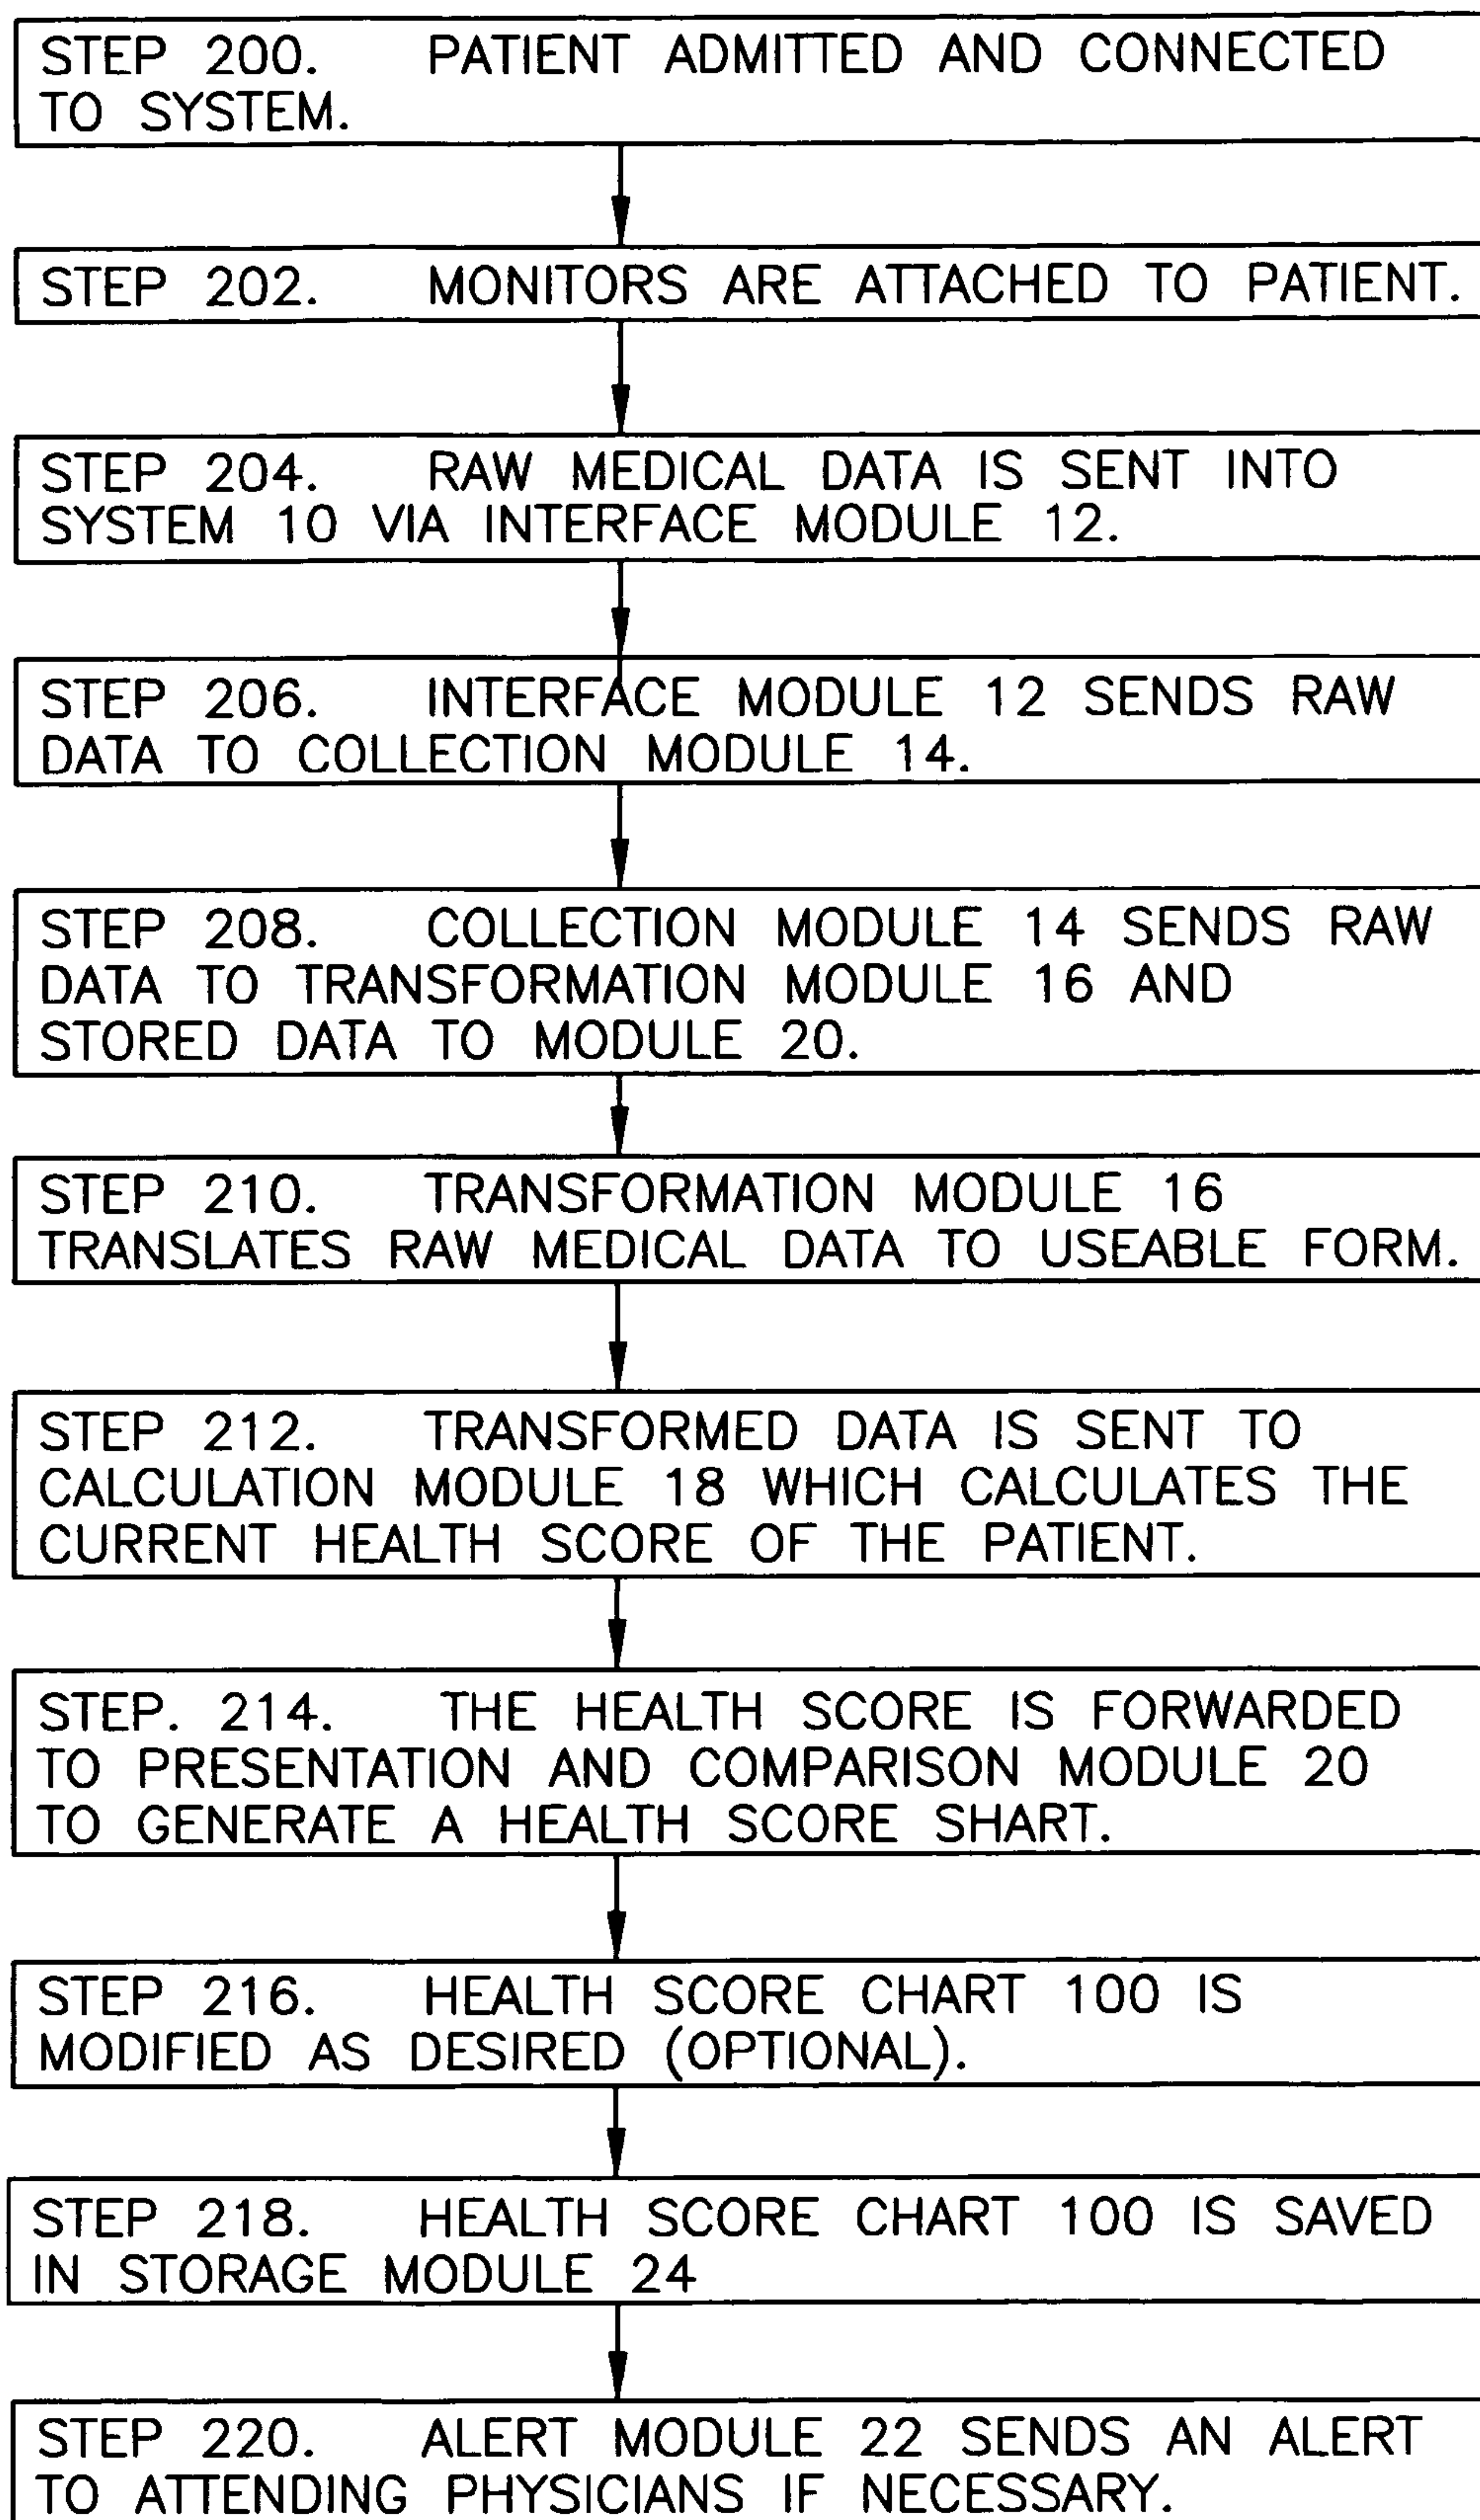 STEP 200. PATIENT ADMITTED AND CONNECTED
TO SYSTEM.
STEP 202. MONITORS ARE ATTACHED TO PATIENT.
STEP 204. RAW MEDICAL DATA IS SENT INTO
SYSTEM 10 VIA INTERFACE MODULE 12.
STEP 206. INTERFACE MODULE 12 SENDS RAW
DATA TO COLLECTION MODULE 14.
STEP 208. COLLECTION MODULE 14 SENDS RAW
DATA TO TRANSFORMATION MODULE 16 AND
STORED DATA TO MODULE 20.
STEP 210. TRANSFORMATION MODULE 16
TRANSLATES RAW MEDICAL DATA TO USEABLE FORM.
STEP 212. TRANSFORMED DATA IS SENT TO
CALCULATION MODULE 18 WHICH CALCULATES THE
CURRENT HEALTH SCORE OF THE PATIENT.
STEP. 214. THE HEALTH SCORE IS FORWARDED
TO PRESENTATION AND COMPARISON MODULE 20
TO GENERATE A HEALTH SCORE SHART.
STEP 216. HEALTH SCORE CHART 100 IS
MODIFIED AS DESIRED (OPTIONAL).
STEP 218. HEALTH SCORE CHART 100 IS SAVED
IN STORAGE MODULE 24
STEP 220. ALERT MODULE 22 SENDS AN ALERT
TO ATTENDING PHYSICIANS IF NECESSARY.